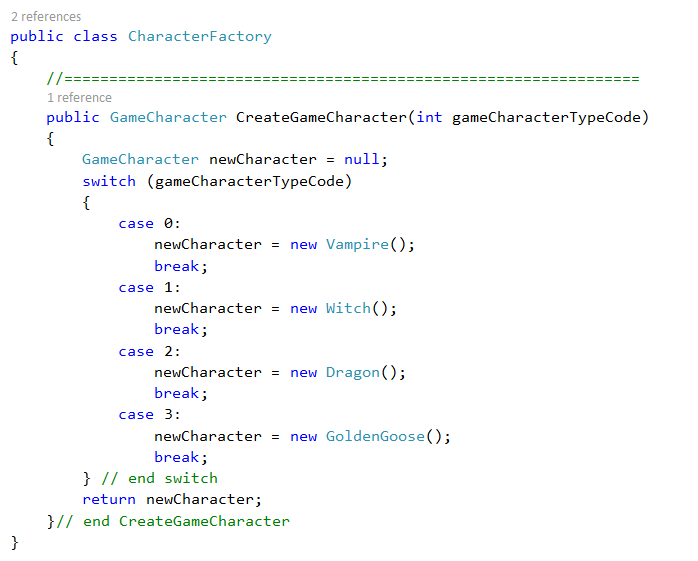 2 references
public class CharacterFactory
{
    //================================================================
    1 reference
    public GameCharacter CreateGameCharacter(int gameCharacterTypeCode)
    {
        GameCharacter newCharacter = null;
        switch (gameCharacterTypeCode)
        {
            case 0:
                newCharacter = new Vampire();
                break;
            case 1:
                newCharacter = new Witch();
                break;
            case 2:
                newCharacter = new Dragon();
                break;
            case 3:
                newCharacter = new GoldenGoose();
                break;
        } // end switch
        return newCharacter;
    }// end CreateGameCharacter
}